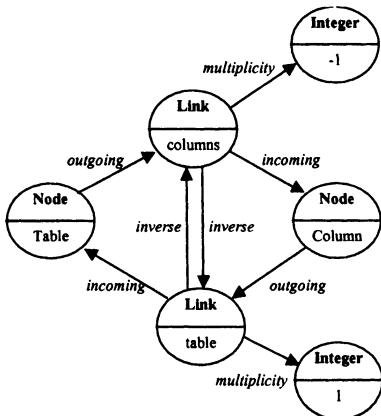 Integer
-1
multiplicity
Link
columns
outgoing
incoming
Node
Table
inverse
inverse
Node
Column
incoming
outgoing
Link
table
multiplicity
Integer
1